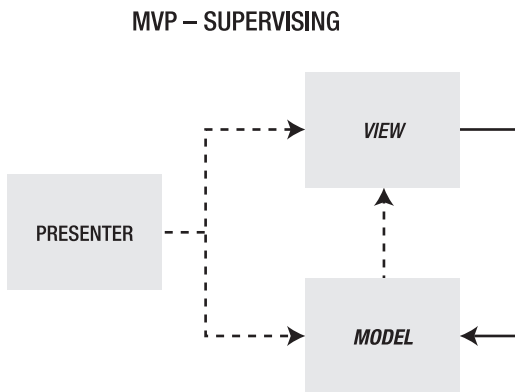 MVP – SUPERVISING
VIEW
PRESENTER
MODEL